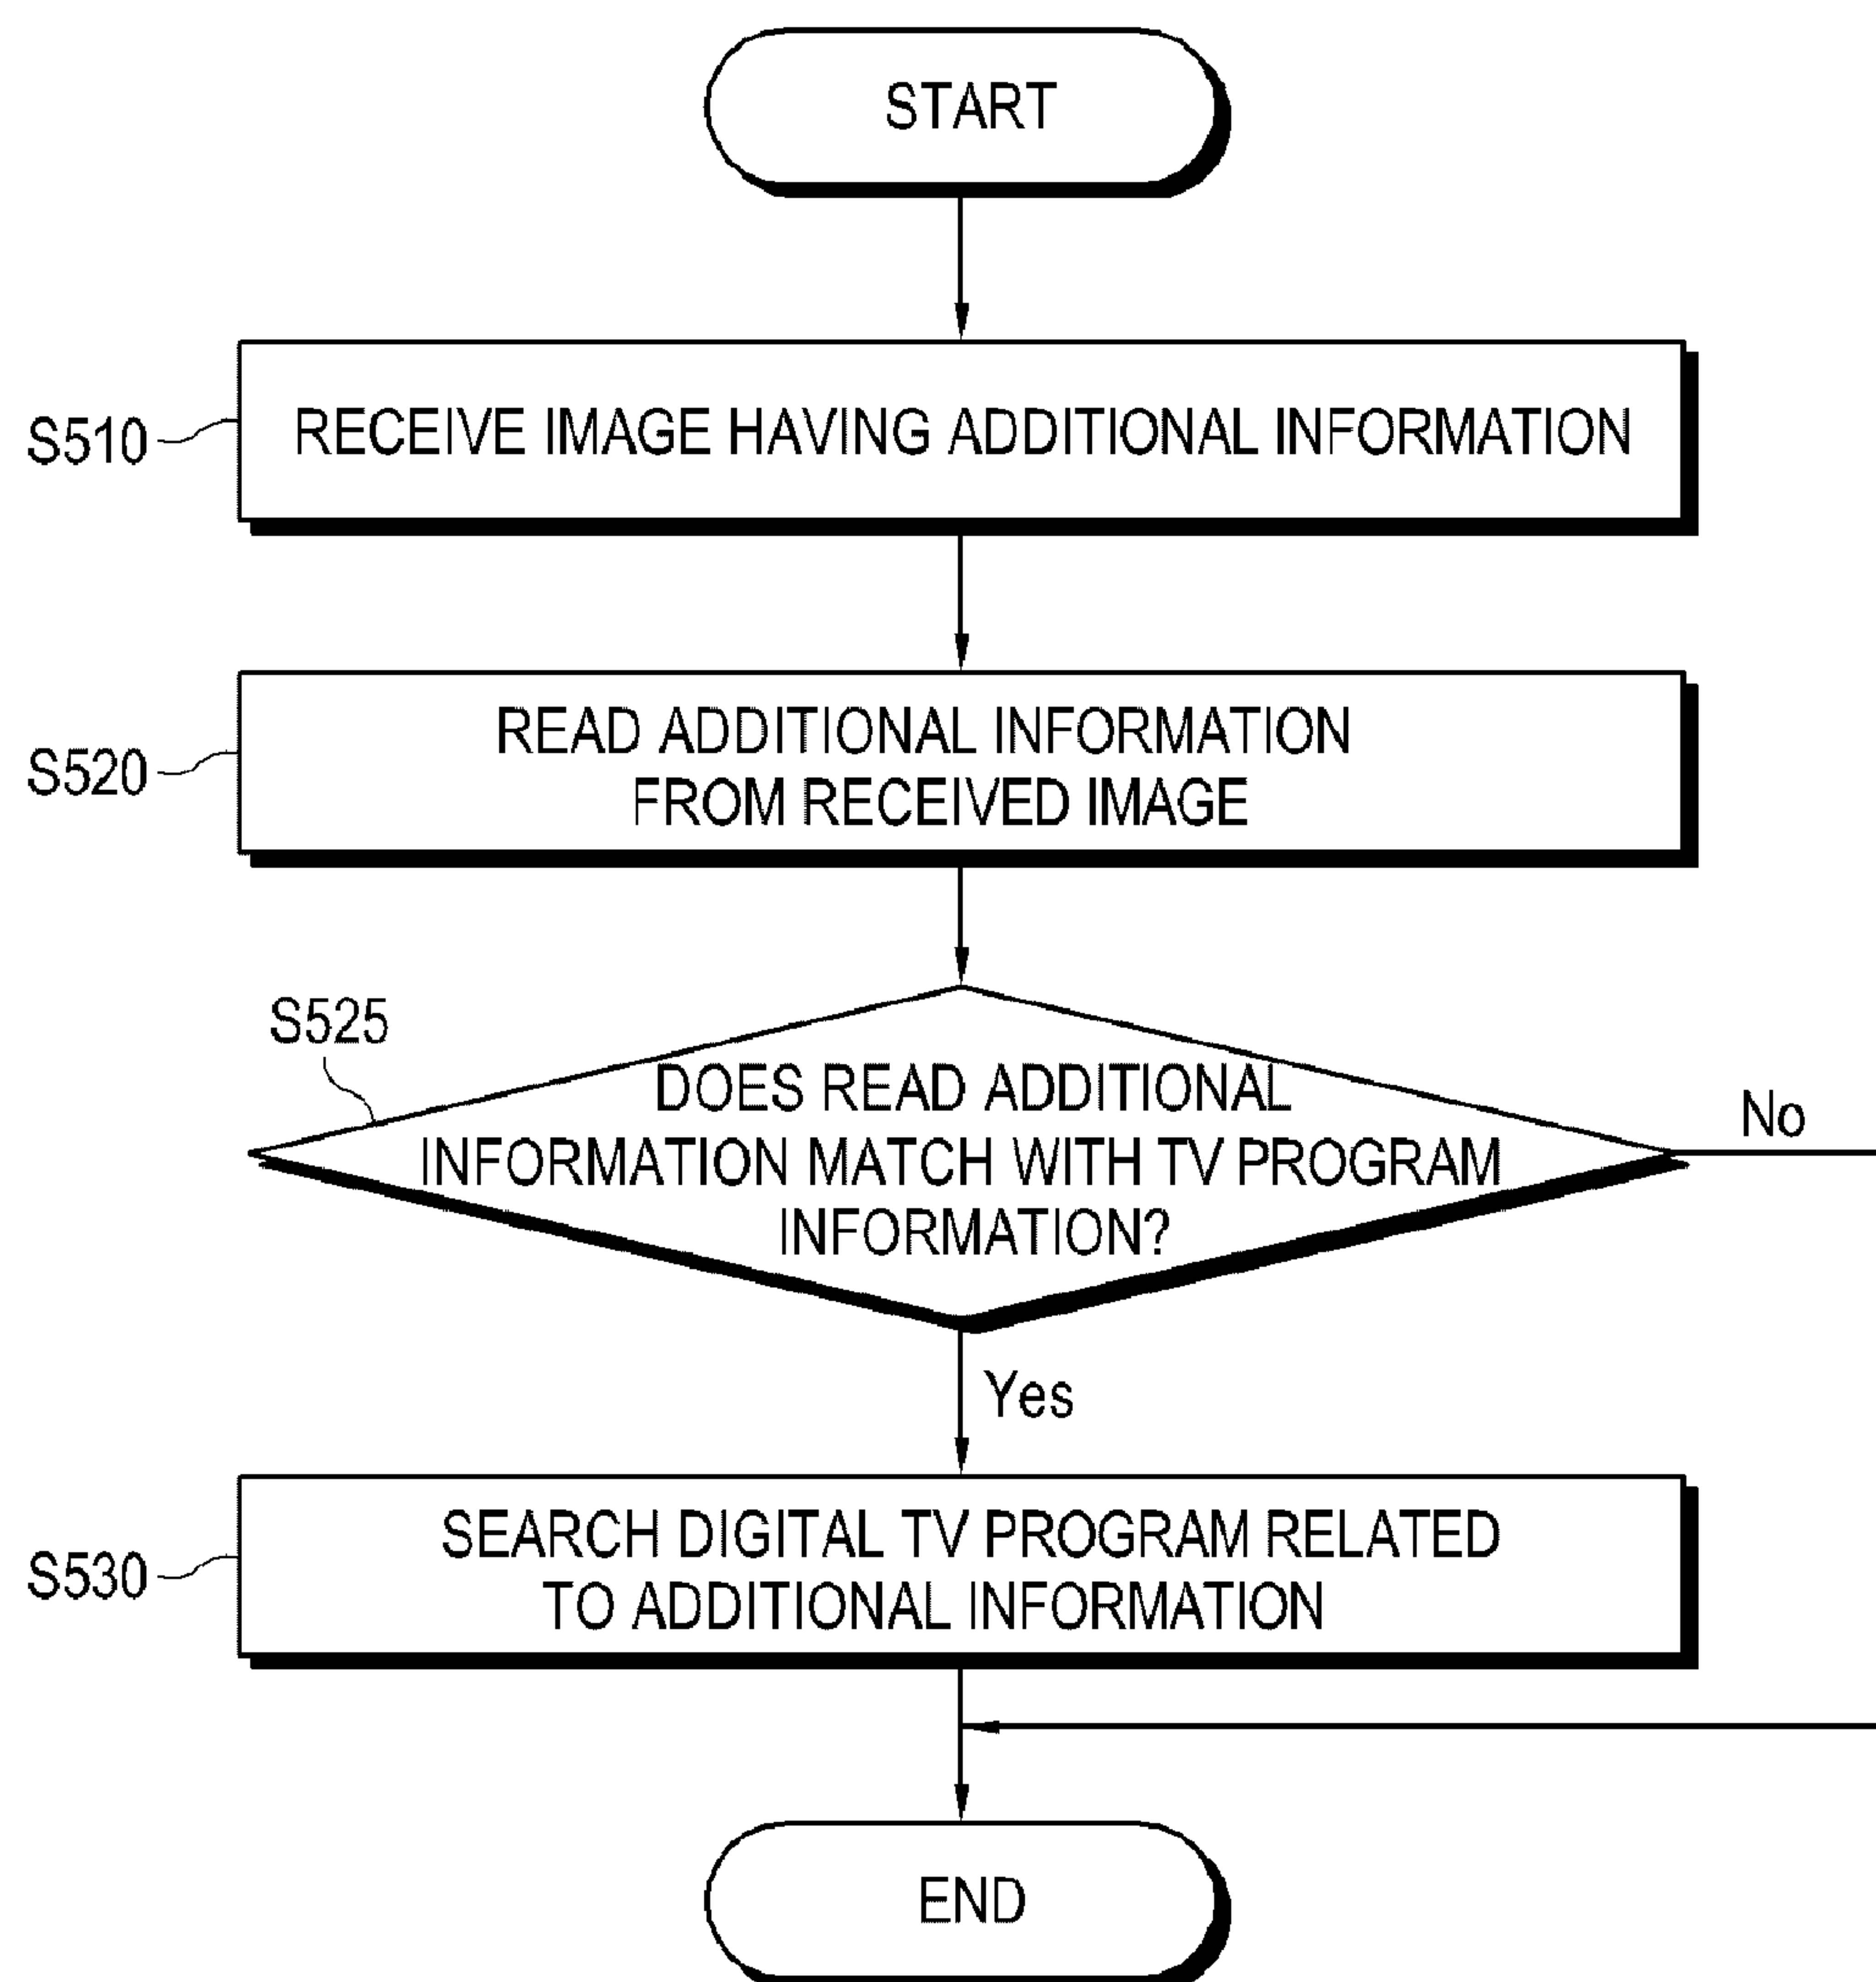 START
S510
RECEIVE IMAGE HAVING ADDITIONAL INFORMATION
S520
READ ADDITIONAL INFORMATION
FROM RECEIVED IMAGE
S525
DOES READ ADDITIONAL
INFORMATION MATCH WITH TV PROGRAM
INFORMATION?
No
Yes
S530
SEARCH DIGITAL TV PROGRAM RELATED
TO ADDITIONAL INFORMATION
END